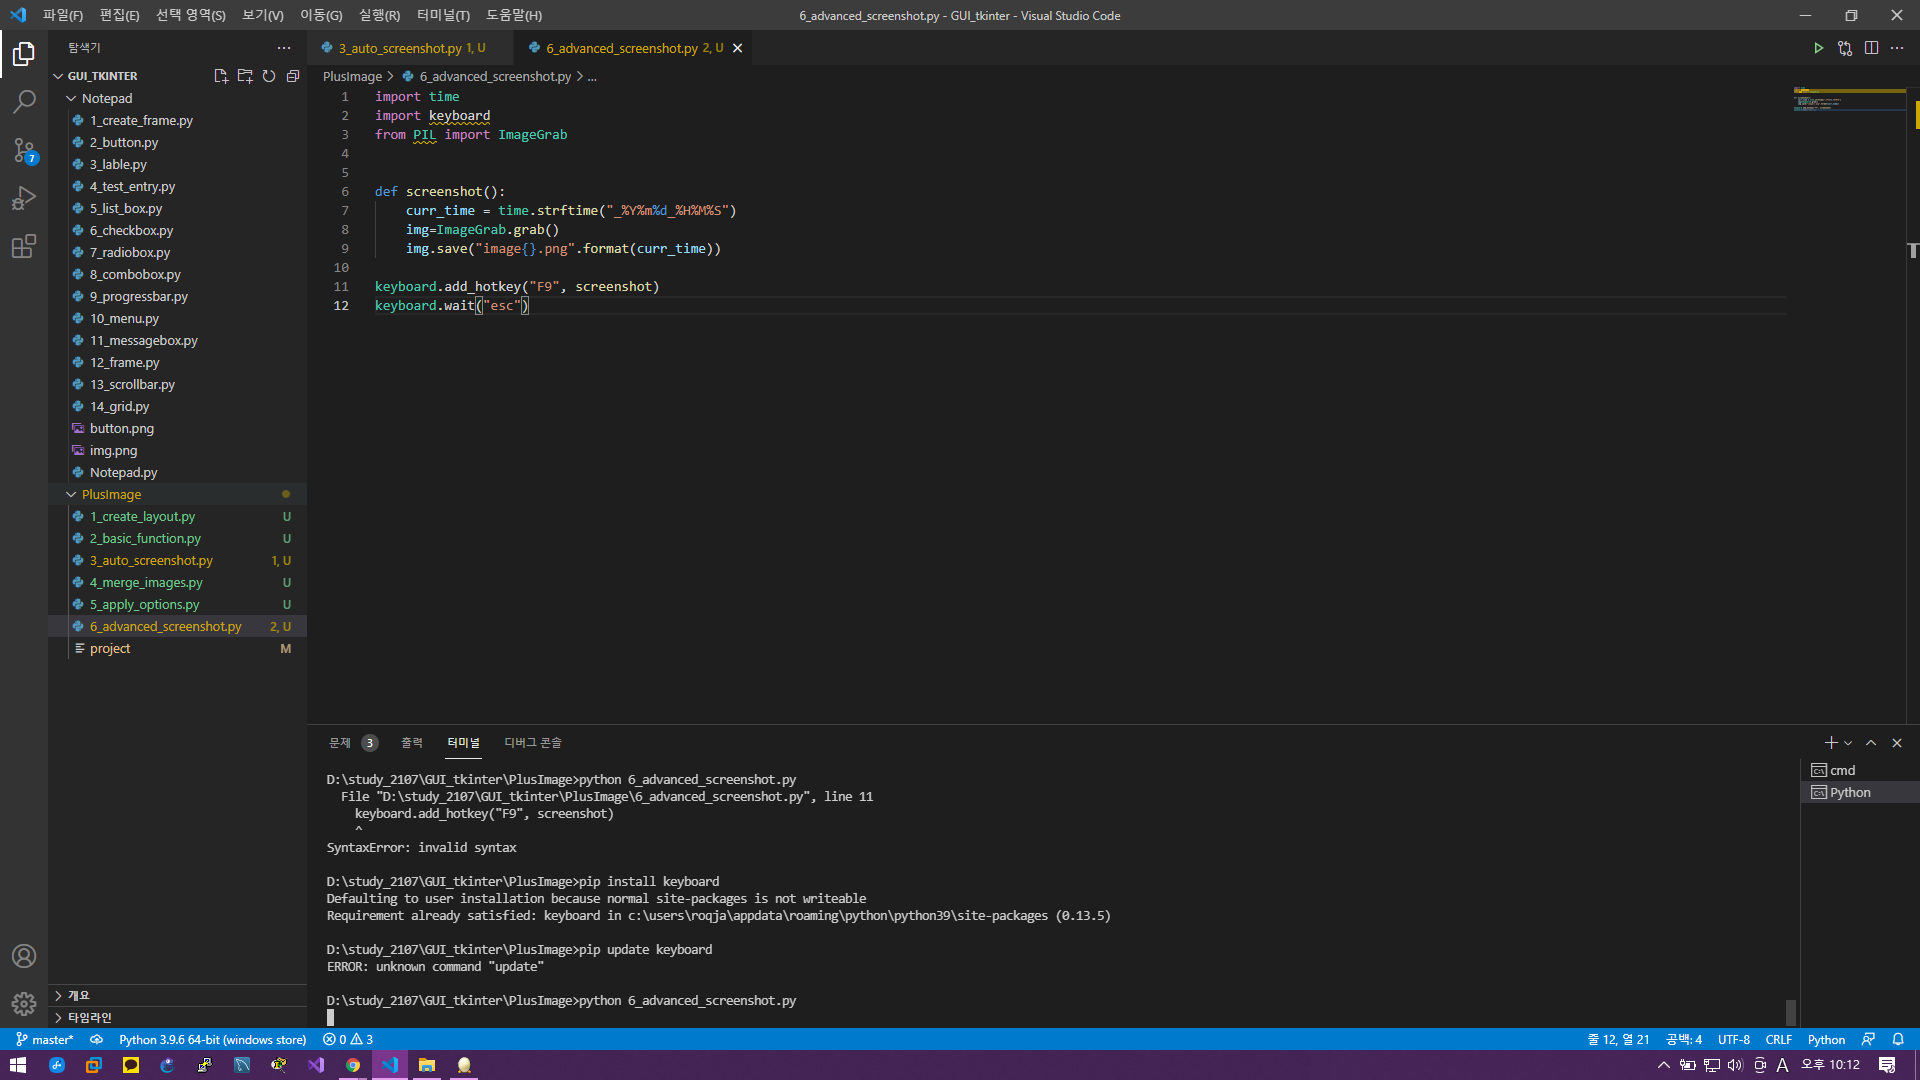 파일(F) 편집(E) 선택 영역(S) 보기(V) 이동(G) 실행(R) 터미널(T) 도움말(H)
6_advanced_screenshot.py - GUI_tkinter - Visual Studio Code
탐색기
GUI_TKINTER
Notepad
1_create_frame.py
2_button.py
3_lable.py
4_test_entry.py
5_list_box.py
6_checkbox.py
7_radiobox.py
8_combobox.py
9_progressbar.py
10_menu.py
11_messagebox.py
12_frame.py
13_scrollbar.py
14_grid.py
button.png
img.png
Notepad.py
PlusImage
1_create_layout.py U
2_basic_function.py U
3_auto_screenshot.py 1, U
4_merge_images.py U
5_apply_options.py U
6_advanced_screenshot.py 2, U
project M
개요
타임라인
7
3_auto_screenshot.py 1, U
6_advanced_screenshot.py 2, U
PlusImage > 6_advanced_screenshot.py > ...
1 import time
2 import keyboard
3 from PIL import ImageGrab
4
5
6 def screenshot():
7 curr_time = time.strftime("_%Y%m%d_%H%M%S")
8 img=ImageGrab.grab()
9 img.save("image{}.png".format(curr_time))
10
11 keyboard.add_hotkey("F9", screenshot)
12 keyboard.wait("esc")
문제 3 출력 터미널 디버그 콘솔
D:\study_2107\GUI_tkinter\PlusImage>python 6_advanced_screenshot.py
File "D:\study_2107\GUI_tkinter\PlusImage\6_advanced_screenshot.py", line 11
keyboard.add_hotkey("F9", screenshot)
^
SyntaxError: invalid syntax
D:\study_2107\GUI_tkinter\PlusImage>pip install keyboard
Defaulting to user installation because normal site-packages is not writeable
Requirement already satisfied: keyboard in c:\users\roqja\appdata\roaming\python\python39\site-packages (0.13.5)
D:\study_2107\GUI_tkinter\PlusImage>pip update keyboard
ERROR: unknown command "update"
D:\study_2107\GUI_tkinter\PlusImage>python 6_advanced_screenshot.py
cmd
Python
master* Python 3.9.6 64-bit (windows store) 0 3
줄 12, 열 21 공백: 4 UTF-8 CRLF Python
A 오후 10:12